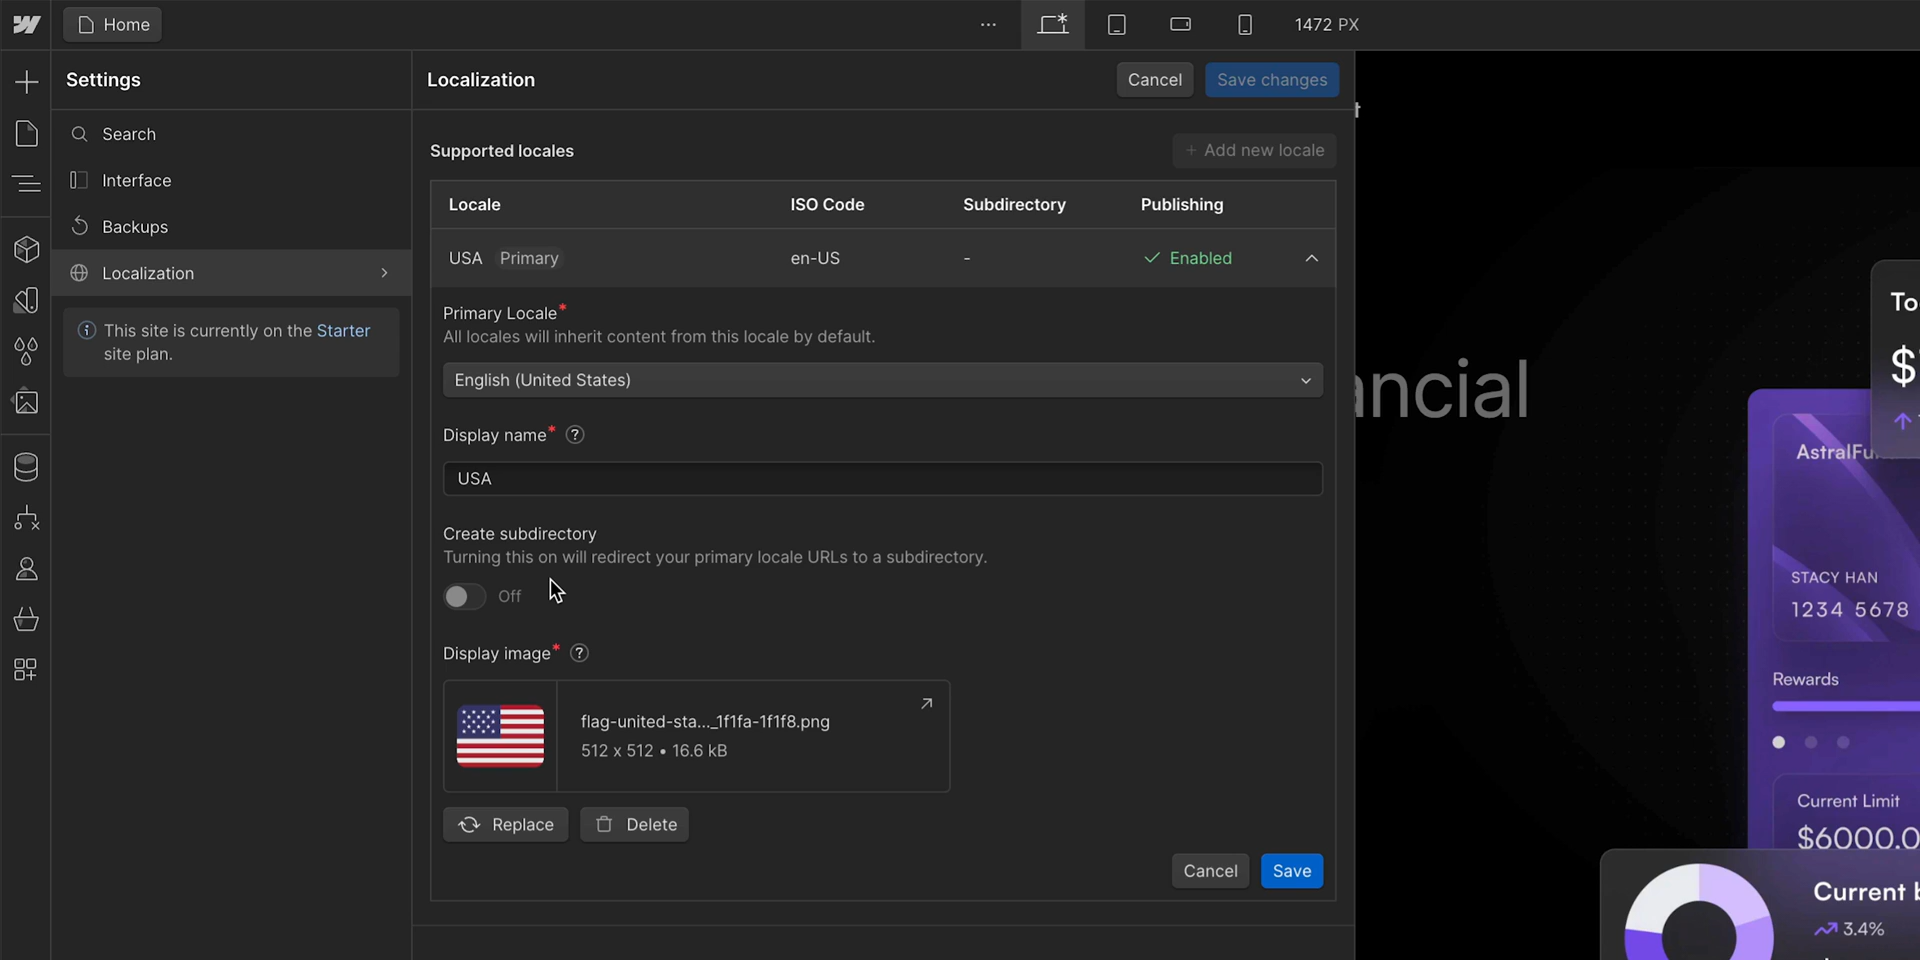 Home
1472 PX
Settings
Search
Interface
Backups
Localization
This site is currently on the Starter
site plan.
Localization
Cancel
Save changes
Supported locales
+ Add new locale
Locale ISO Code Subdirectory Publishing
USA Primary en-US - Enabled
Primary Locale*
All locales will inherit content from this locale by default.
English (United States)
Display name* ?
USA
Create subdirectory
Turning this on will redirect your primary locale URLs to a subdirectory.
Off
Display image* ?
flag-united-sta..._1f1fa-1f1f8.png
512 x 512 • 16.6 kB
Replace
Delete
Cancel
Save
ancial
To
$
AstralFu
STACY HAN
1234 5678
Rewards
Current Limit
$6000.0
Current b
3.4%